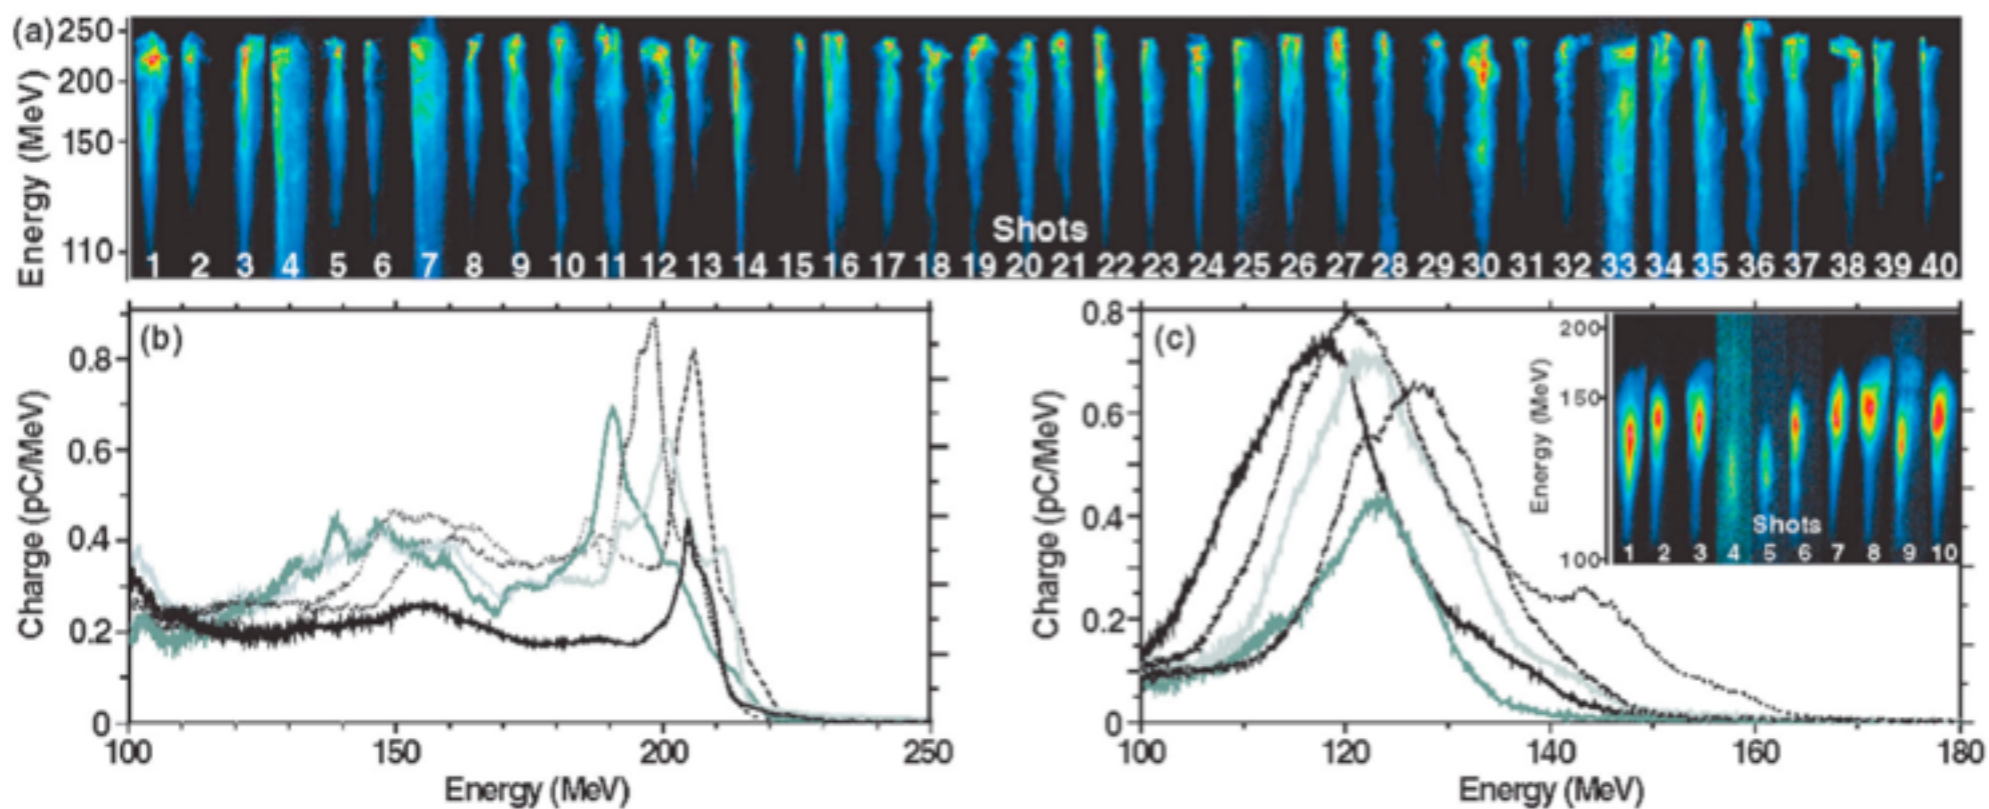 (a)
250
200
150
110
Energy (MeV)
Shots
1 2 3 4 5 6 7 8 9 10 11 12 13 14 15 16 17 18 19 20 21 22 23 24 25 26 27 28 29 30 31 32 33 34 35 36 37 38 39 40
(b)
0.8
0.6
0.4
0.2
0
Charge (pC/MeV)
100 150 200 250
Energy (MeV)
(c)
0.8
0.6
0.4
0.2
0
Charge (pC/MeV)
100 120 140 160 180
Energy (MeV)
200
150
100
Energy (MeV)
Shots
1 2 3 4 5 6 7 8 9 10